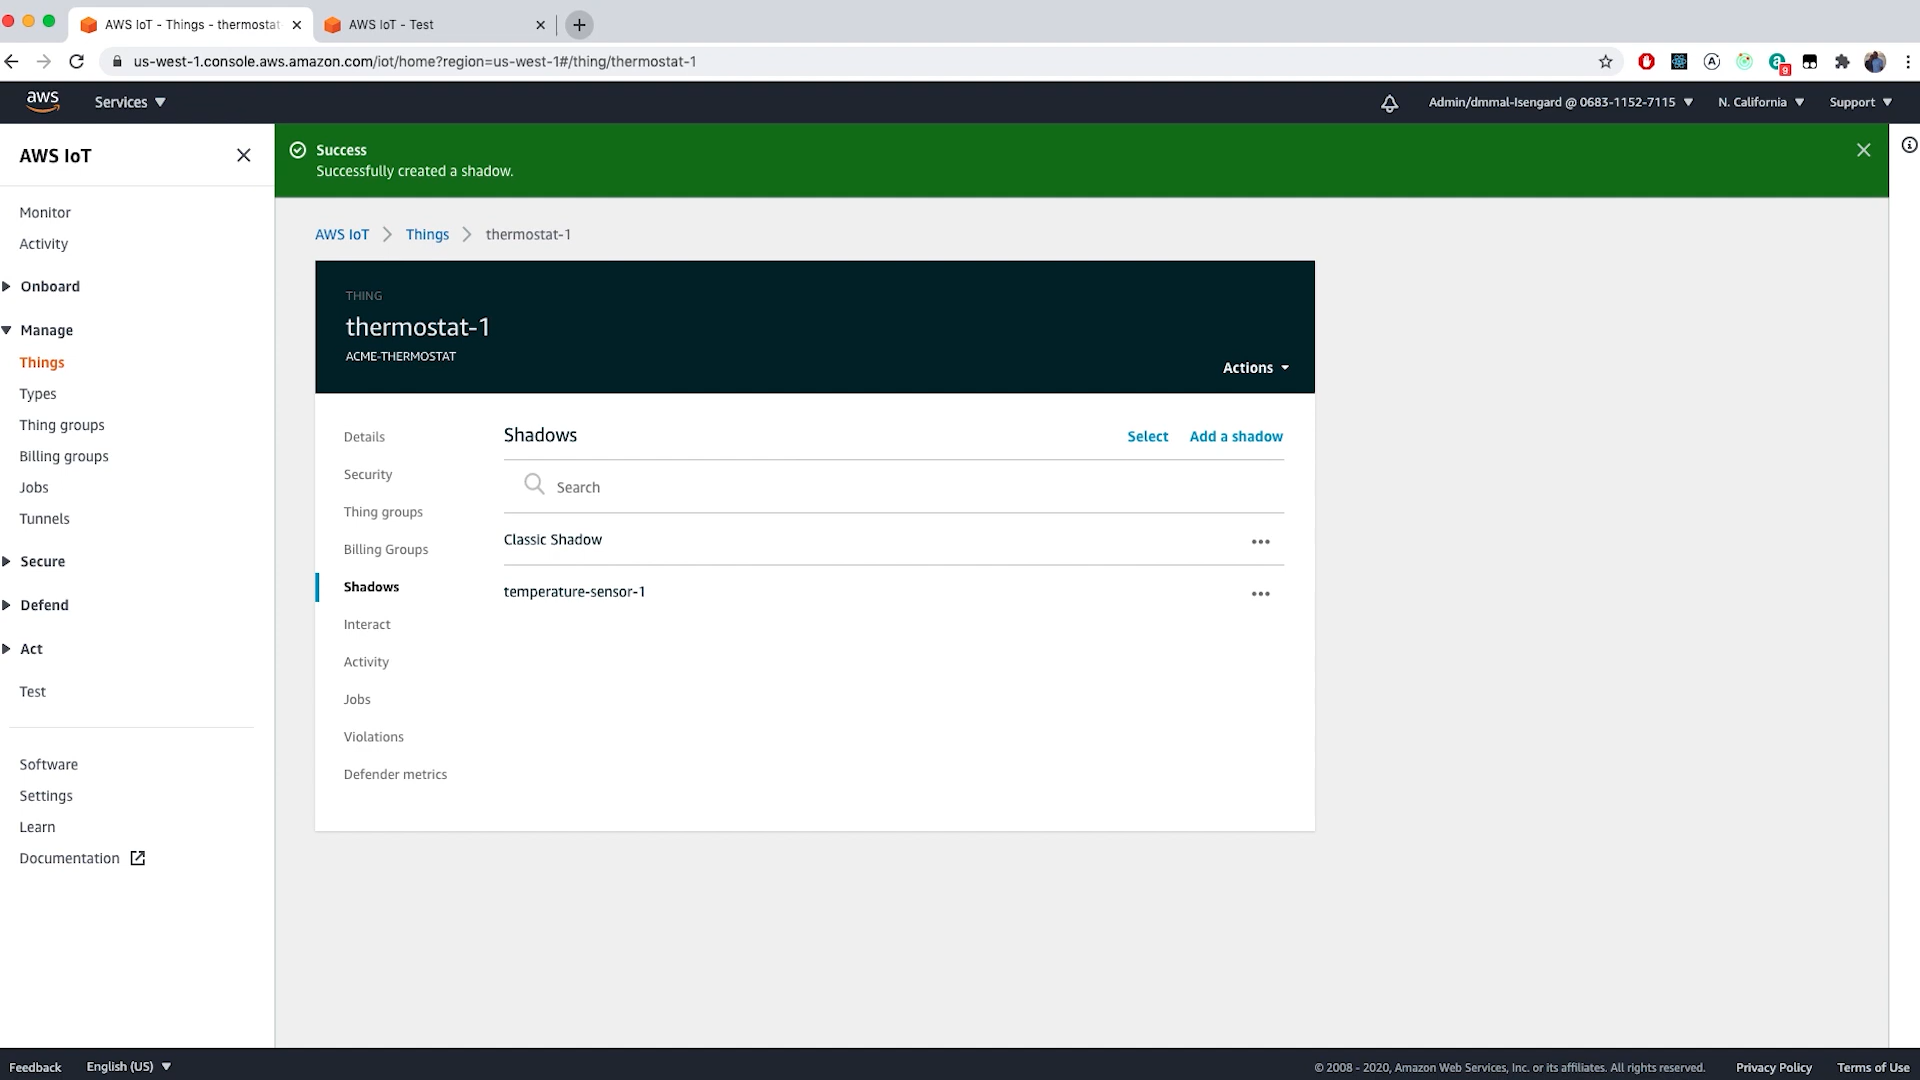 AWS IoT - Things - thermostat
AWS IoT - Test
us-west-1.console.aws.amazon.com/iot/home?region=us-west-1#/thing/thermostat-1
9
aws
Services
Admin/dmmal-Isengard @ 0683-1152-7115
N. California
Support
AWS IoT
Success
Successfully created a shadow.
Monitor
Activity
Onboard
Manage
Things
Types
Thing groups
Billing groups
Jobs
Tunnels
Secure
Defend
Act
Test
Software
Settings
Learn
Documentation
AWS IoT > Things > thermostat-1
THING
thermostat-1
ACME-THERMOSTAT
Actions
Details
Security
Thing groups
Billing Groups
Shadows
Interact
Activity
Jobs
Violations
Defender metrics
Shadows
Select
Add a shadow
Search
Classic Shadow
temperature-sensor-1
Feedback
English (US)
© 2008 - 2020, Amazon Web Services, Inc. or its affiliates. All rights reserved.
Privacy Policy
Terms of Use